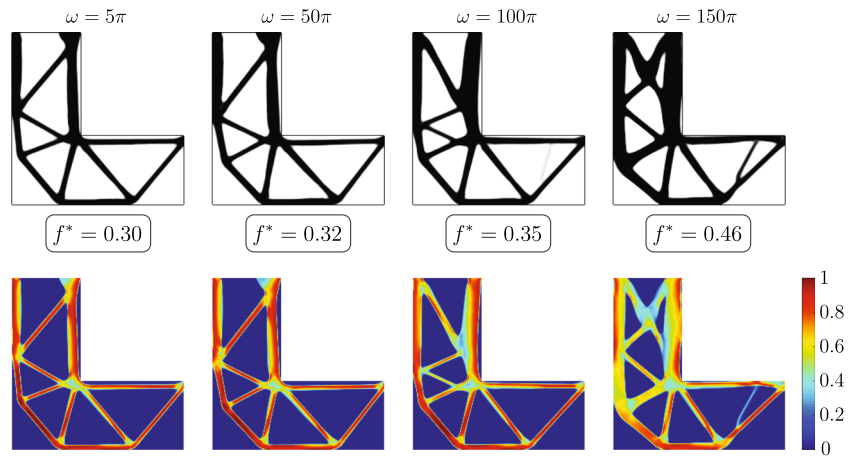 ω = 5π
ω = 50π
ω = 100π
ω = 150π
f* = 0.30
f* = 0.32
f* = 0.35
f* = 0.46
1
0.8
0.6
0.4
0.2
0